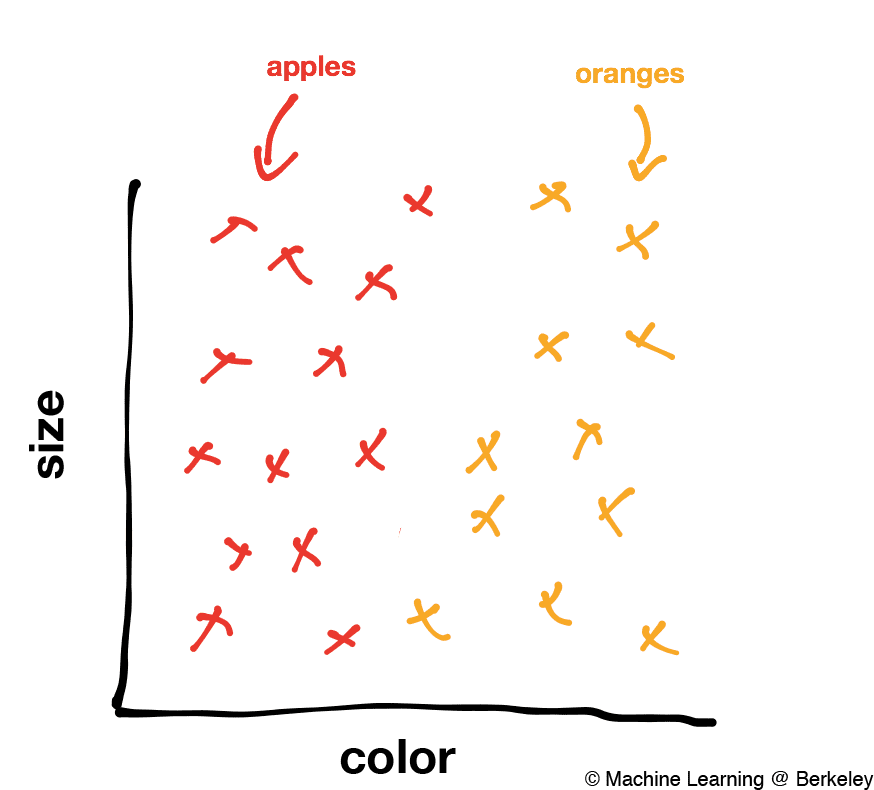 apples
oranges
size
color
© Machine Learning @ Berkeley